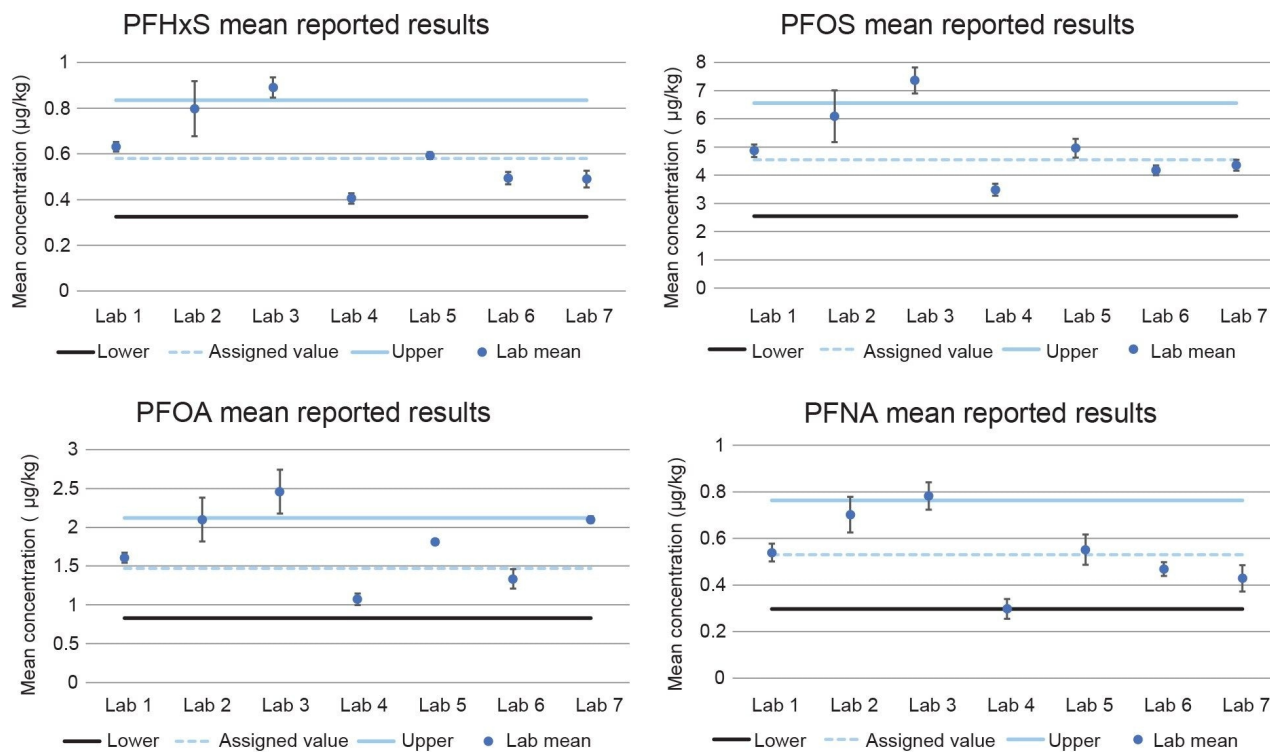 PFHxS mean reported results
Mean concentration (µg/kg)
1
0.8
0.6
0.4
0.2
0
Lab 1 Lab 2 Lab 3 Lab 4 Lab 5 Lab 6 Lab 7
Lower Assigned value Upper Lab mean
PFOS mean reported results
Mean concentration ( µg/kg)
8
7
6
5
4
3
2
1
0
Lab 1 Lab 2 Lab 3 Lab 4 Lab 5 Lab 6 Lab 7
Lower Assigned value Upper Lab mean
PFOA mean reported results
Mean concentration ( µg/kg)
3
2.5
2
1.5
1
0.5
0
Lab 1 Lab 2 Lab 3 Lab 4 Lab 5 Lab 6 Lab 7
Lower Assigned value Upper Lab mean
PFNA mean reported results
Mean concentration (µg/kg)
1
0.8
0.6
0.4
0.2
0
Lab 1 Lab 2 Lab 3 Lab 4 Lab 5 Lab 6 Lab 7
Lower Assigned value Upper Lab mean